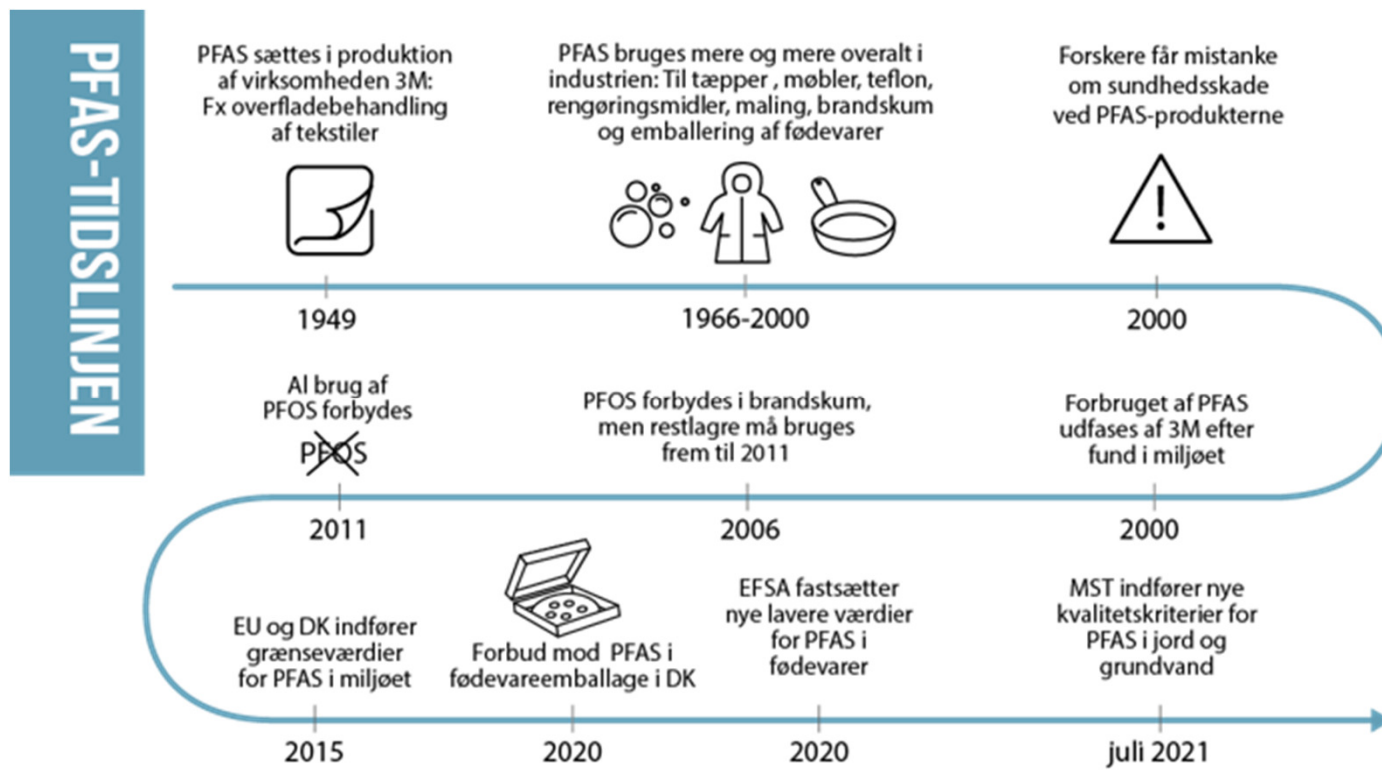 PFAS-TIDSLINJEN
PFAS sættes i produktion
af virksomheden 3M:
Fx overfladebehandling
af tekstiler
1949
PFAS bruges mere og mere overalt i
industrien: Til tæpper , møbler, teflon,
rengøringsmidler, maling, brandskum
og emballering af fødevarer
1966-2000
Forskere får mistanke
om sundhedsskade
ved PFAS-produkterne
2000
Forbruget af PFAS
udfases af 3M efter
fund i miljøet
2000
PFOS forbydes i brandskum,
men restlagre må bruges
frem til 2011
2006
Al brug af
PFOS forbydes
PFOS
2011
EU og DK indfører
grænseværdier
for PFAS i miljøet
2015
Forbud mod PFAS i
fødevareemballage i DK
2020
EFSA fastsætter
nye lavere værdier
for PFAS i
fødevarer
2020
MST indfører nye
kvalitetskriterier for
PFAS i jord og
grundvand
juli 2021